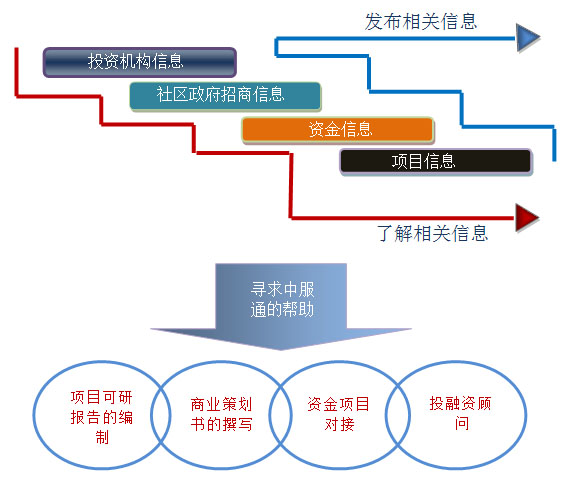 发布相关信息
投资机构信息
社区政府招商信息
资金信息
项目信息
了解相关信息
寻求中服
通的帮助
项目可研
报告的编
制
商业策划
书的撰写
资金项目
对接
投融资顾
问